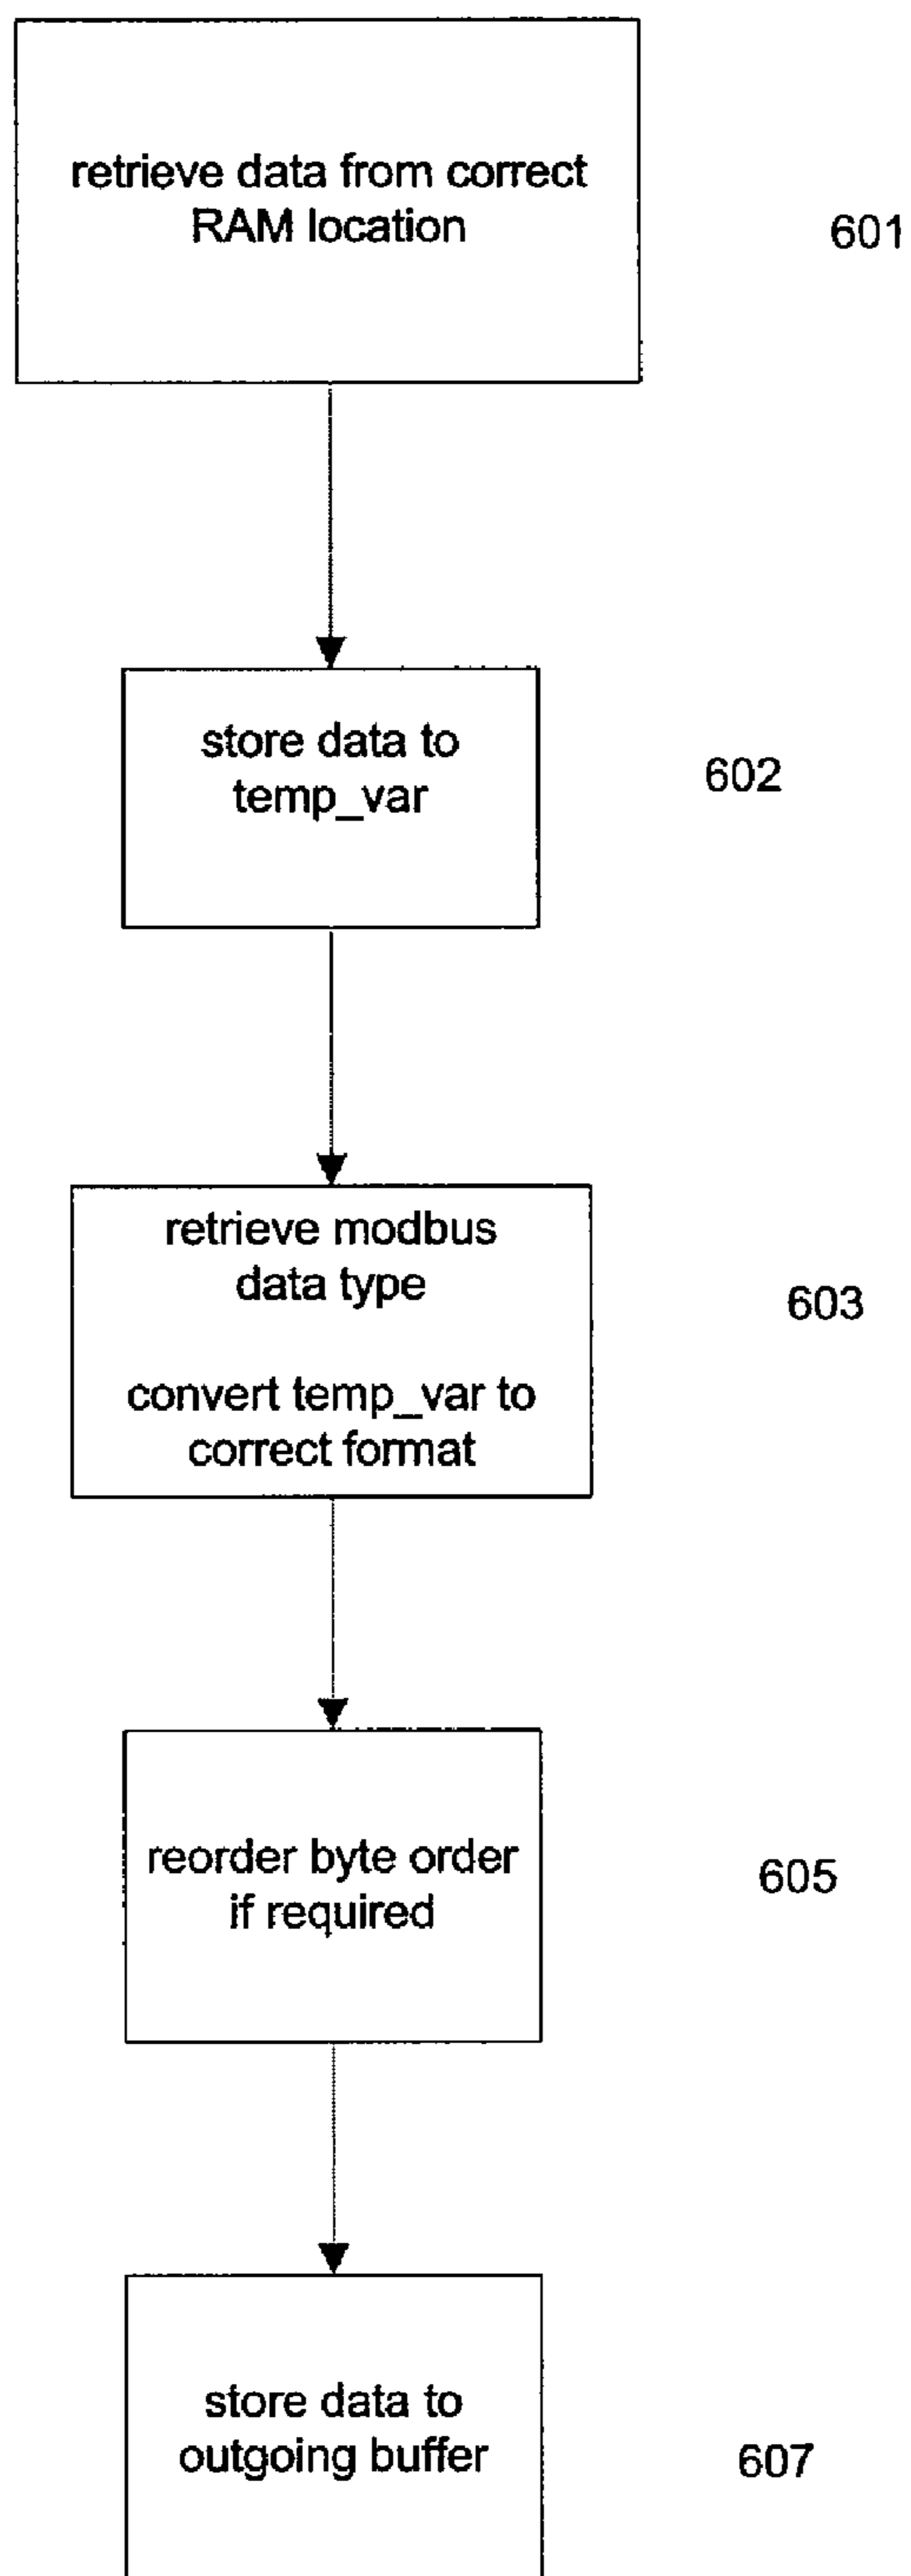 retrieve data from correct
RAM location
601
store data to
temp_var
602
retrieve modbus
data type
convert temp_var to
correct format
603
reorder byte order
if required
605
store data to
outgoing buffer
607